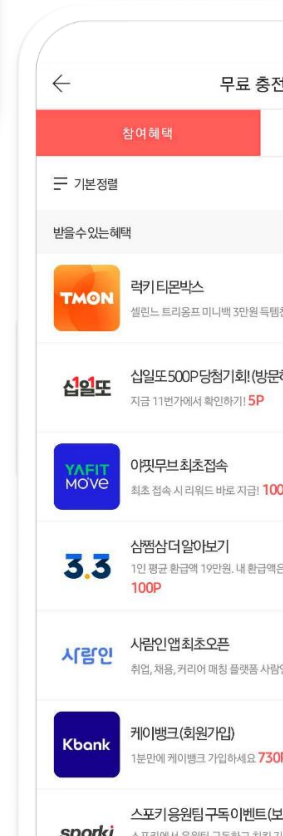 무료 충전
참여혜택
기본정렬
받을 수 있는 혜택
TMON
럭키 티몬박스
셀린느 트리옹프 미니백 3만원 득템
십일또
십일또 500P 당첨기회! (방문
지금 11번가에서 확인하기! 5P
YAFIT
MOVE
야핏무브 최초접속
최초 접속 시 리워드 바로 지급! 100
3.3
삼쩜삼 더 알아보기
1인 평균 환급액 19만원. 내 환급액은
100P
사람인
사람인 앱 최초오픈
취업, 채용, 커리어 매칭 플랫폼 사람인
Kbank
케이뱅크(회원가입)
1분만에 케이뱅크 가입하세요 730
sporki
스포키 응원팀 구독 이벤트(보